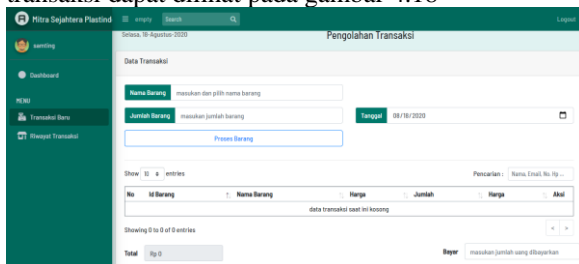 transaksi dapat dilihat pada gambar 4.18
Mitra Sejahtera Plastind
empty
Search
Logout
samting
Selasa, 18-Agustus-2020
Pengolahan Transaksi
Dashboard
Data Transaksi
MENU
Nama Barang masukan dan pilih nama barang
Transaksi Baru
Jumlah Barang masukan jumlah barang
Tanggal 08/18/2020
Riwayat Transaksi
Proses Barang
Show 10 entries
Pencarian : Nama, Email, No. Hp ...
No Id Barang Nama Barang Harga Jumlah Harga Aksi
data transaksi saat ini kosong
Showing 0 to 0 of 0 entries
« »
Total Rp 0
Bayar masukan jumlah uang dibayarkan